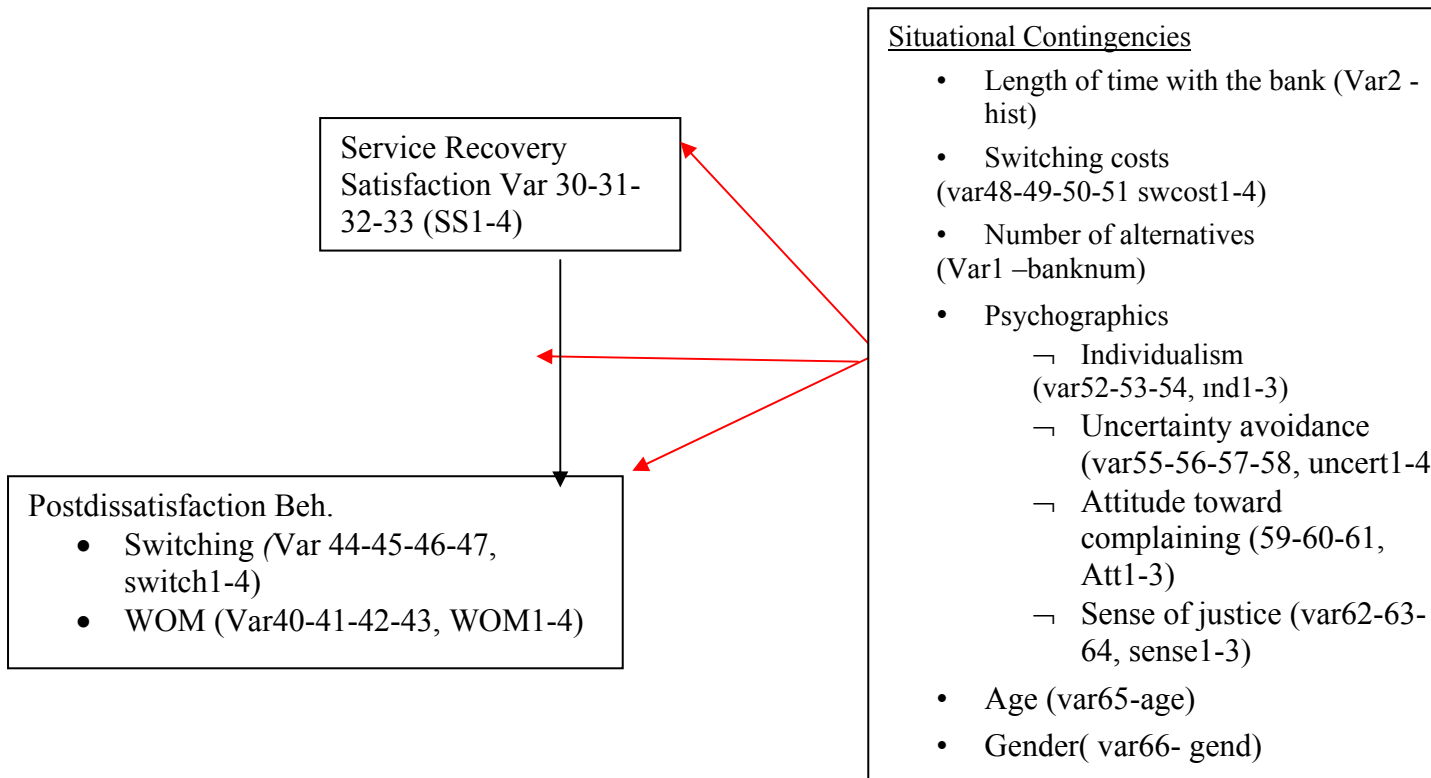 Service Recovery
Satisfaction Var 30-31-
32-33 (SS1-4)
Postdissatisfaction Beh.
• Switching (Var 44-45-46-47,
switch1-4)
• WOM (Var40-41-42-43, WOM1-4)
Situational Contingencies
• Length of time with the bank (Var2 -
hist)
• Switching costs
(var48-49-50-51 swcost1-4)
• Number of alternatives
(Var1 –banknum)
• Psychographics
¬ Individualism
(var52-53-54, ınd1-3)
¬ Uncertainty avoidance
(var55-56-57-58, uncert1-4
¬ Attitude toward
complaining (59-60-61,
Att1-3)
¬ Sense of justice (var62-63-
64, sense1-3)
• Age (var65-age)
• Gender( var66- gend)